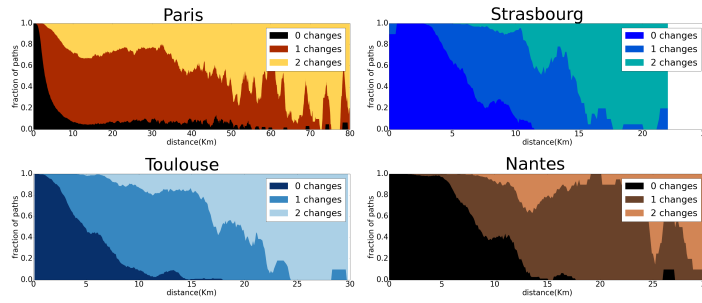 Paris
fraction of paths
1.0
0.8
0.6
0.4
0.2
0.0
0 changes
1 changes
2 changes
0 10 20 30 40 50 60 70 80
distance(Km)
Strasbourg
fraction of paths
1.0
0.8
0.6
0.4
0.2
0.0
0 changes
1 changes
2 changes
0 5 10 15 20
distance(Km)
Toulouse
fraction of paths
1.0
0.8
0.6
0.4
0.2
0.0
0 changes
1 changes
2 changes
0 5 10 15 20 25 30
distance(Km)
Nantes
fraction of paths
1.0
0.8
0.6
0.4
0.2
0.0
0 changes
1 changes
2 changes
0 5 10 15 20 25
distance(Km)